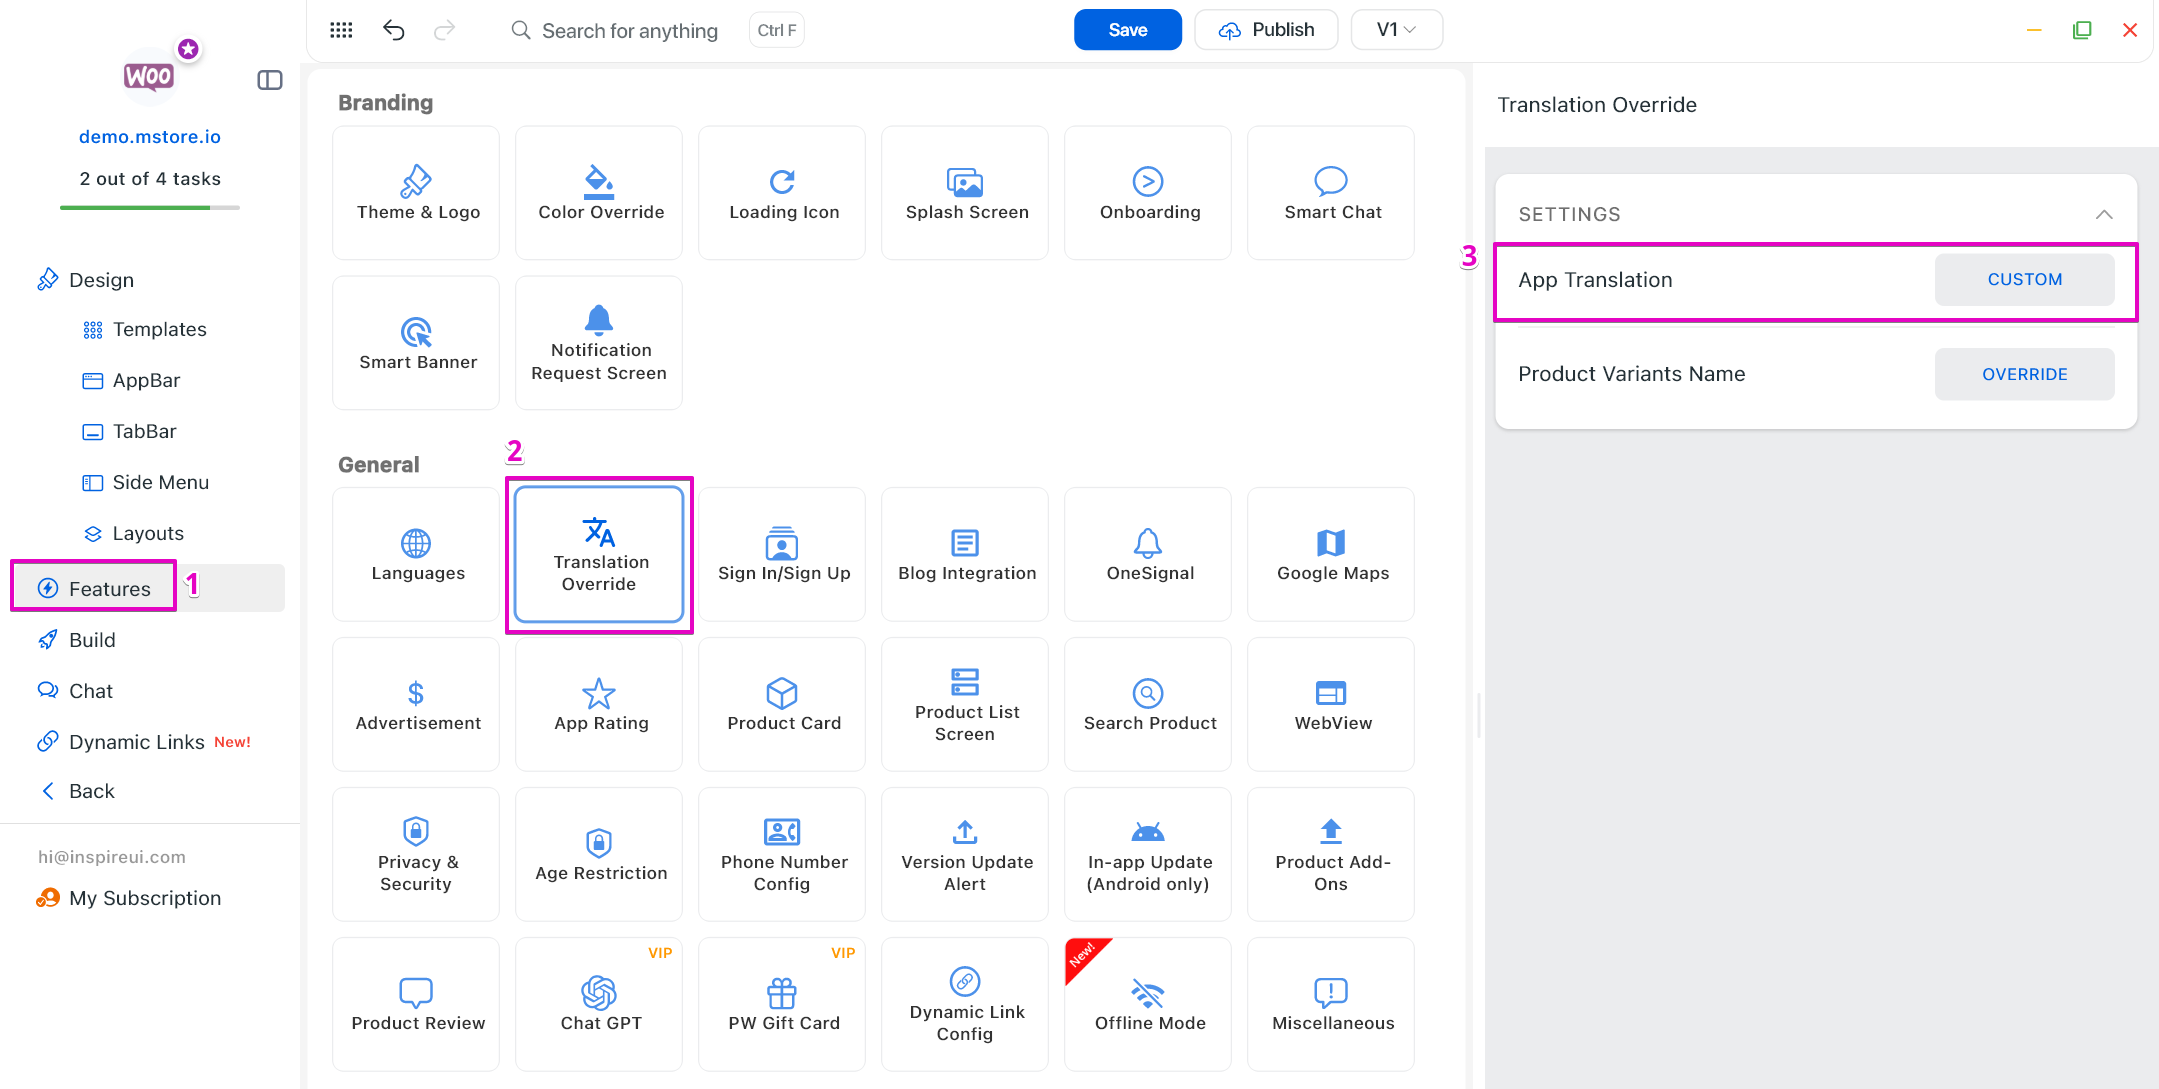 Search for anything
Ctrl F
Save
Publish
V1
WOO
demo.mstore.io
2 out of 4 tasks
Design
Templates
AppBar
TabBar
Side Menu
Layouts
Features
1
Build
Chat
Dynamic Links New!
Back
hi@inspireui.com
My Subscription
Branding
Theme & Logo
Color Override
Loading Icon
Splash Screen
Onboarding
Smart Chat
Smart Banner
Notification
Request Screen
General
2
Languages
Translation
Override
Sign In/Sign Up
Blog Integration
OneSignal
Google Maps
Advertisement
App Rating
Product Card
Product List
Screen
Search Product
WebView
Privacy &
Security
Age Restriction
Phone Number
Config
Version Update
Alert
In-app Update
(Android only)
Product Add-
Ons
Product Review
VIP
Chat GPT
VIP
PW Gift Card
Dynamic Link
Config
New!
Offline Mode
Miscellaneous
Translation Override
SETTINGS
3
App Translation
CUSTOM
Product Variants Name
OVERRIDE